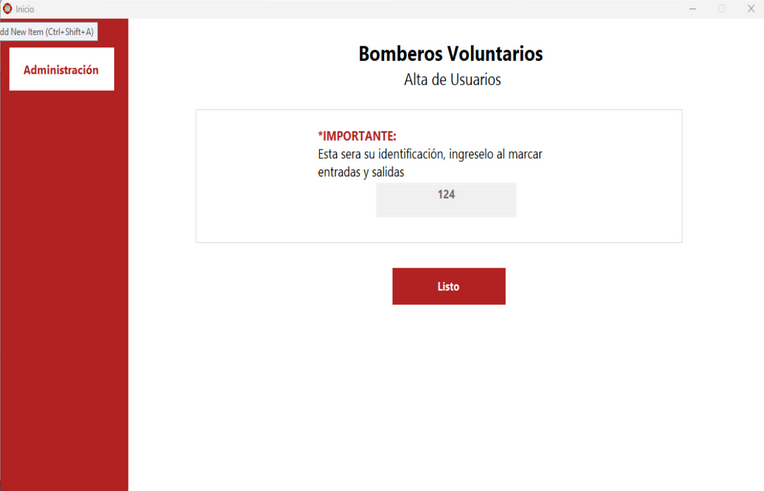 Inicio
dd New Item (Ctrl+Shift+A)
Administración
Bomberos Voluntarios
Alta de Usuarios
*IMPORTANTE:
Esta sera su identificación, ingreselo al marcar
entradas y salidas
124
Listo